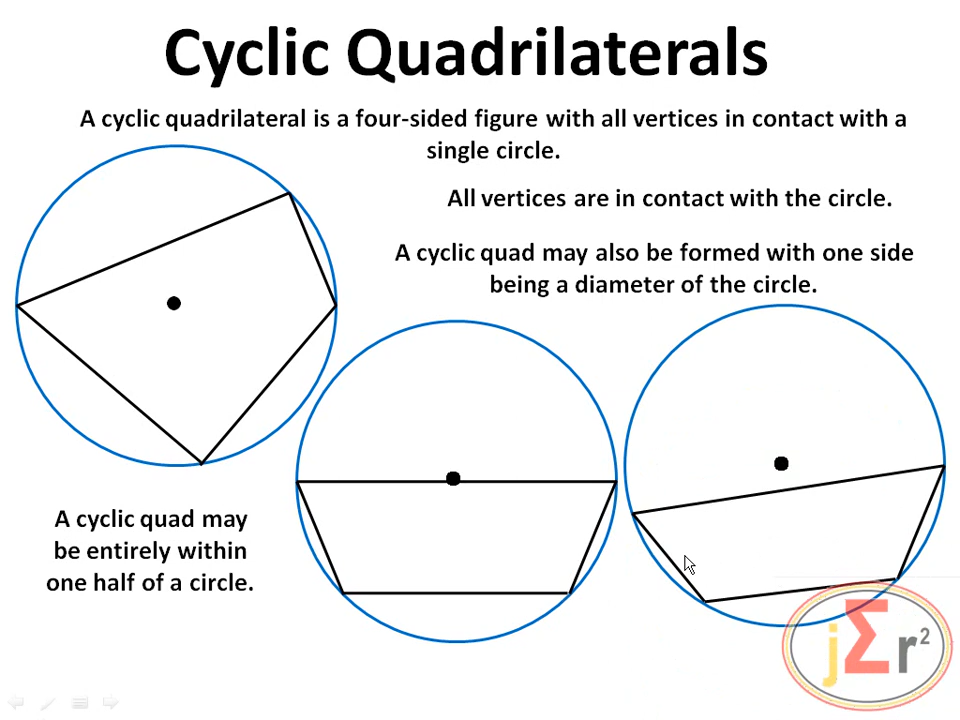 Cyclic Quadrilaterals
A cyclic quadrilateral is a four-sided figure with all vertices in contact with a
single circle.
All vertices are in contact with the circle.
A cyclic quad may also be formed with one side
being a diameter of the circle.
A cyclic quad may
be entirely within
one half of a circle.
jΣr²